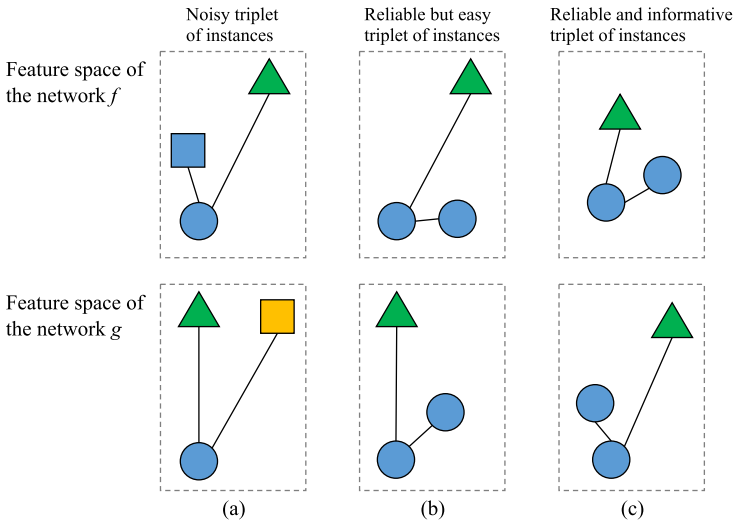 Noisy triplet
of instances
Reliable but easy
triplet of instances
Reliable and informative
triplet of instances
Feature space of
the network f
Feature space of
the network g
(a)
(b)
(c)